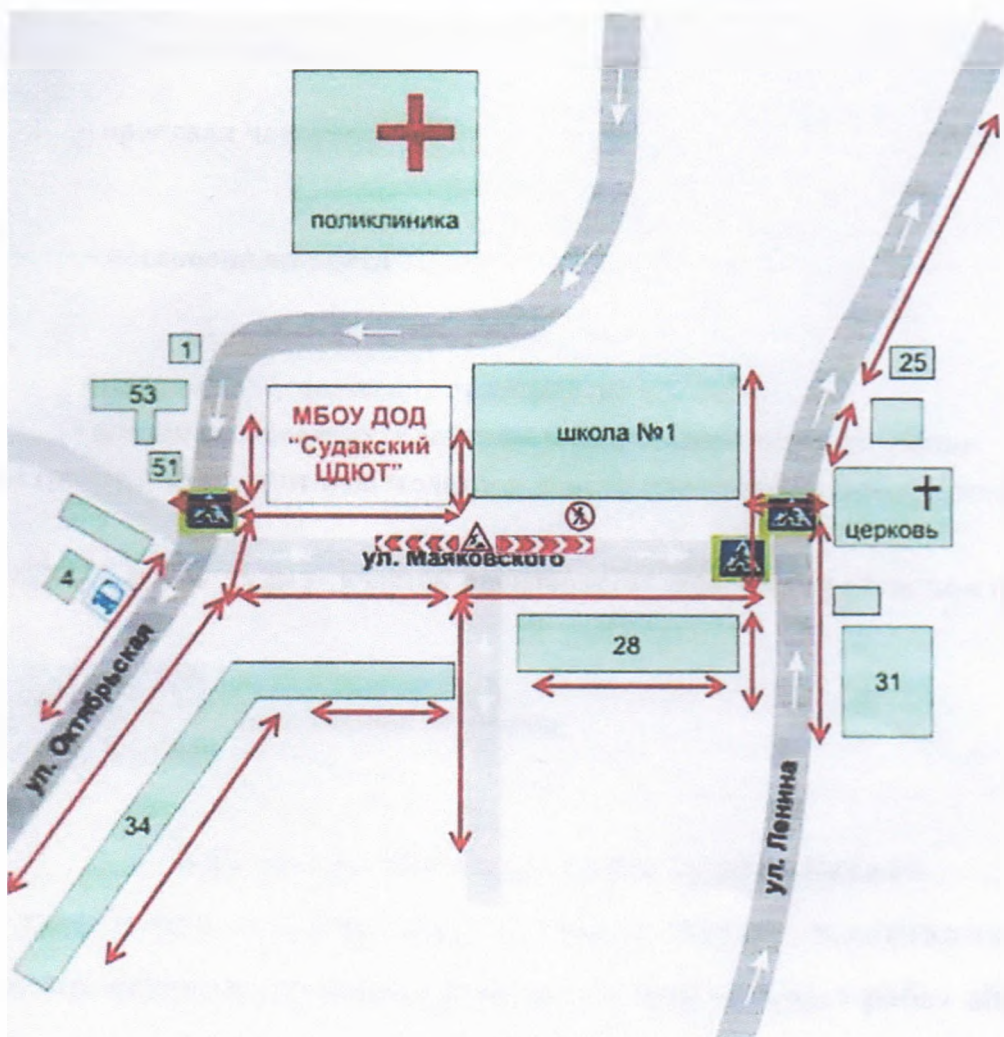 поликлиника
1
53
51
МБОУ ДОД
"Судакский
ЦДЮТ"
школа №1
25
церковь
ул. Маяковского
4
28
31
34
ул. Октябрьская
ул. Ленина